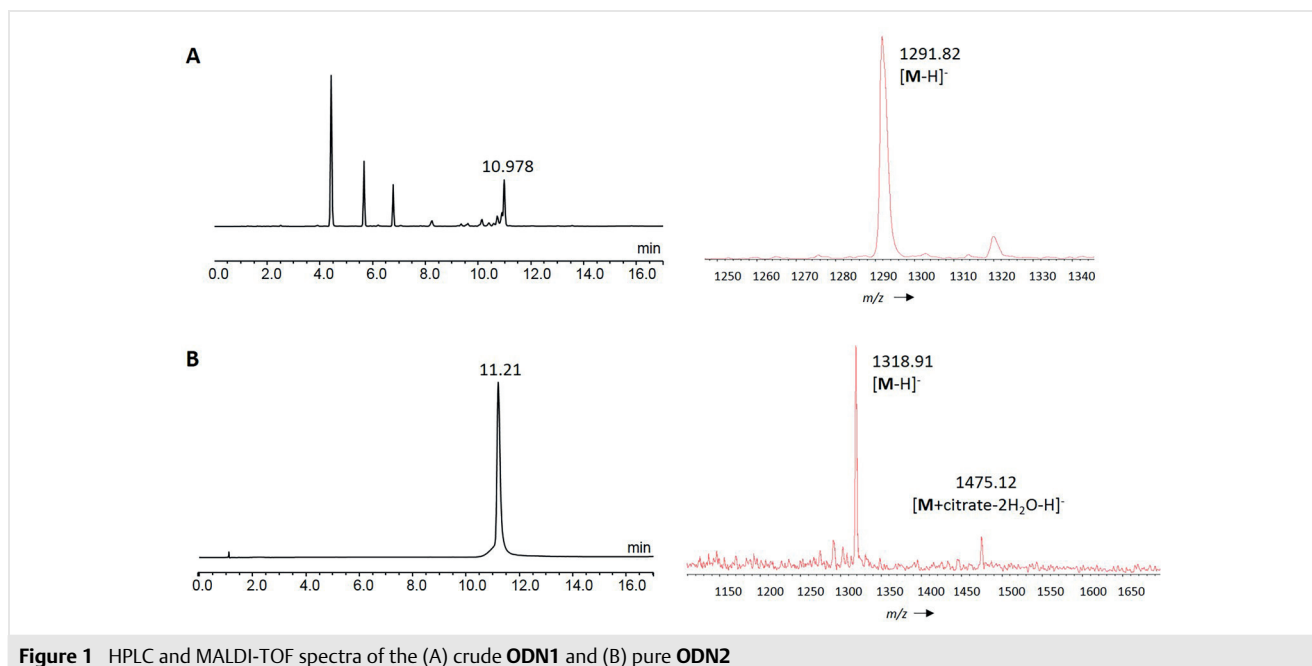 A
10.978
min
0.0 2.0 4.0 6.0 8.0 10.0 12.0 14.0
1291.82
[M-H]-
1250 1260 1270 1280 1290 1300 1310 1320 1330 1340
m/z →
B
11.21
min
0.0 2.0 4.0 6.0 8.0 10.0 12.0 14.0
1318.91
[M-H]-
1475.12
[M+citrate-2H₂O-H]-
1150 1200 1250 1300 1350 1400 1450 1500 1550 1600 1650
m/z →
Figure 1 HPLC and MALDI-TOF spectra of the (A) crude ODN1 and (B) pure ODN2